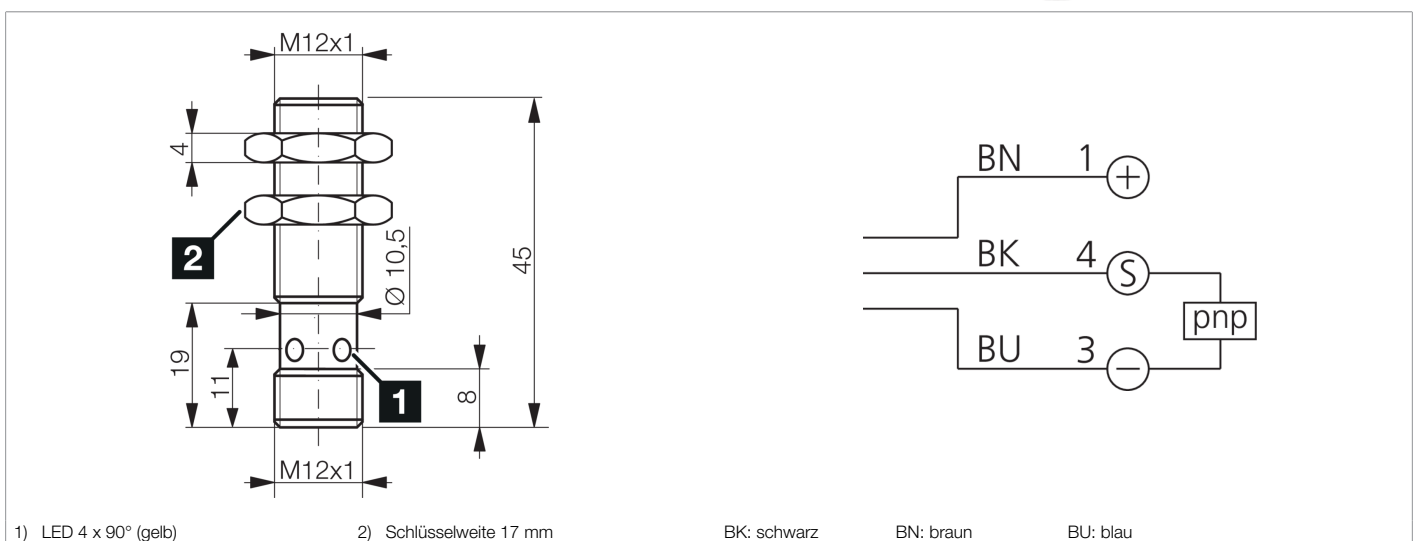 M12x1
4
2
Ø 10,5
45
19
11
1
8
M12x1
BN 1 +
BK 4 S
pnp
BU 3 −
1) LED 4 x 90° (gelb) 2) Schlüsselweite 17 mm BK: schwarz BN: braun BU: blau